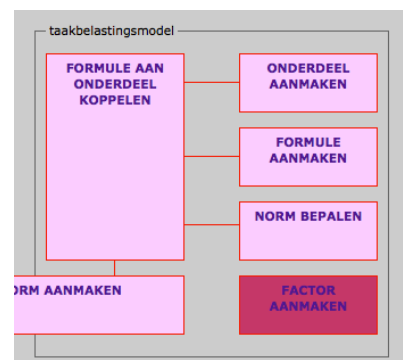 taakbelastingsmodel
FORMULE AAN
ONDERDEEL
KOPPELEN
ONDERDEEL
AANMAKEN
FORMULE
AANMAKEN
NORM BEPALEN
ORM AANMAKEN
FACTOR
AANMAKEN